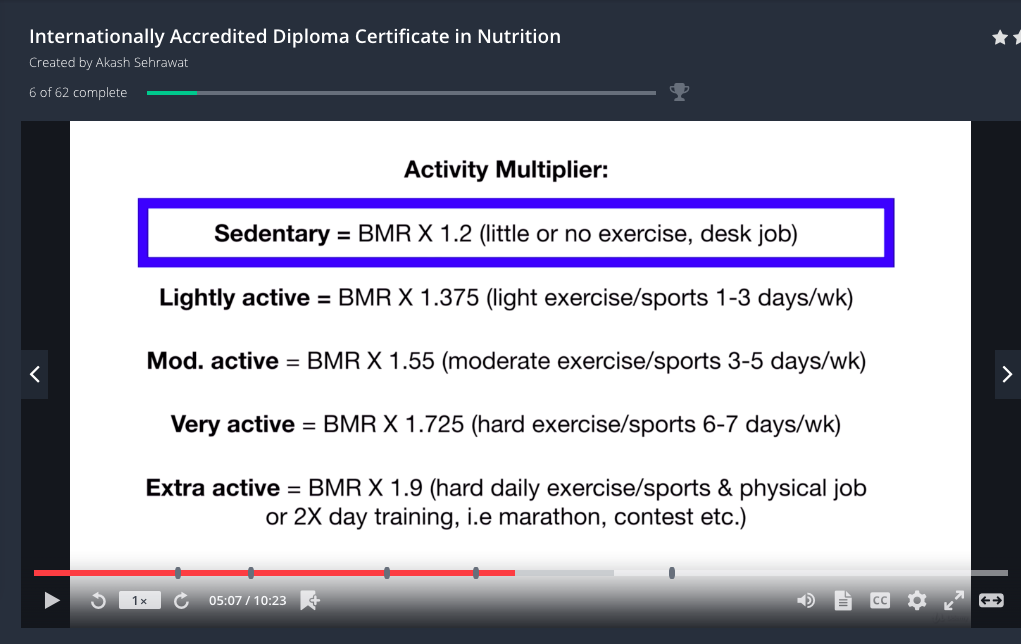 Internationally Accredited Diploma Certificate in Nutrition
Created by Akash Sehrawat
6 of 62 complete
Activity Multiplier:
Sedentary = BMR X 1.2 (little or no exercise, desk job)
Lightly active = BMR X 1.375 (light exercise/sports 1-3 days/wk)
Mod. active = BMR X 1.55 (moderate exercise/sports 3-5 days/wk)
Very active = BMR X 1.725 (hard exercise/sports 6-7 days/wk)
Extra active = BMR X 1.9 (hard daily exercise/sports & physical job
or 2X day training, i.e marathon, contest etc.)
1× 05:07 / 10:23 CC